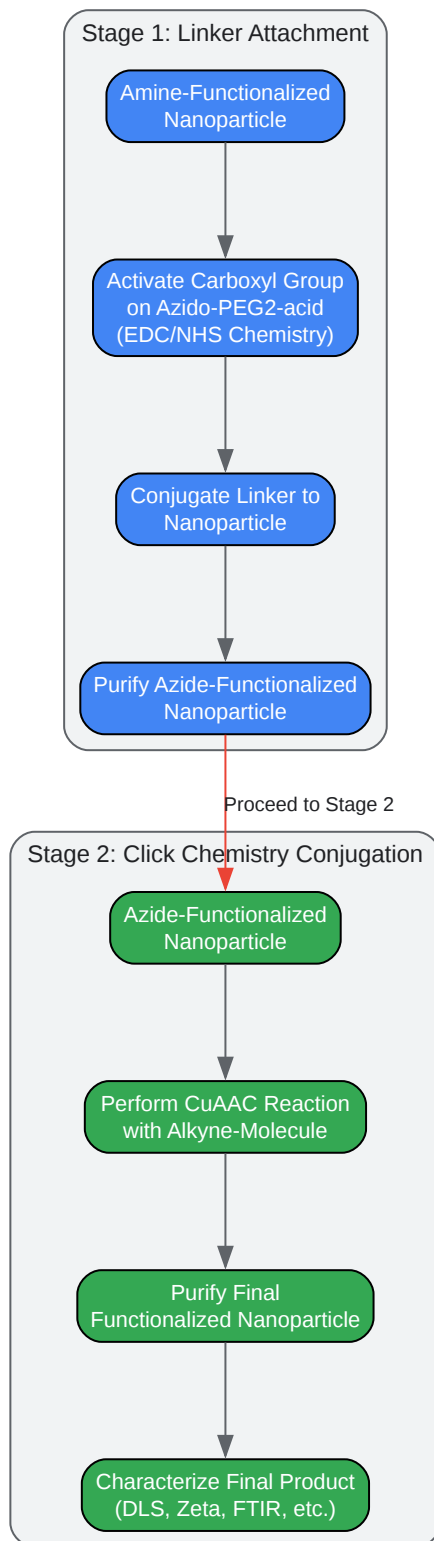 Stage 1: Linker Attachment
Amine-Functionalized
Nanoparticle
Activate Carboxyl Group
on Azido-PEG2-acid
(EDC/NHS Chemistry)
Conjugate Linker to
Nanoparticle
Purify Azide-Functionalized
Nanoparticle
Proceed to Stage 2
Stage 2: Click Chemistry Conjugation
Azide-Functionalized
Nanoparticle
Perform CuAAC Reaction
with Alkyne-Molecule
Purify Final
Functionalized Nanoparticle
Characterize Final Product
(DLS, Zeta, FTIR, etc.)